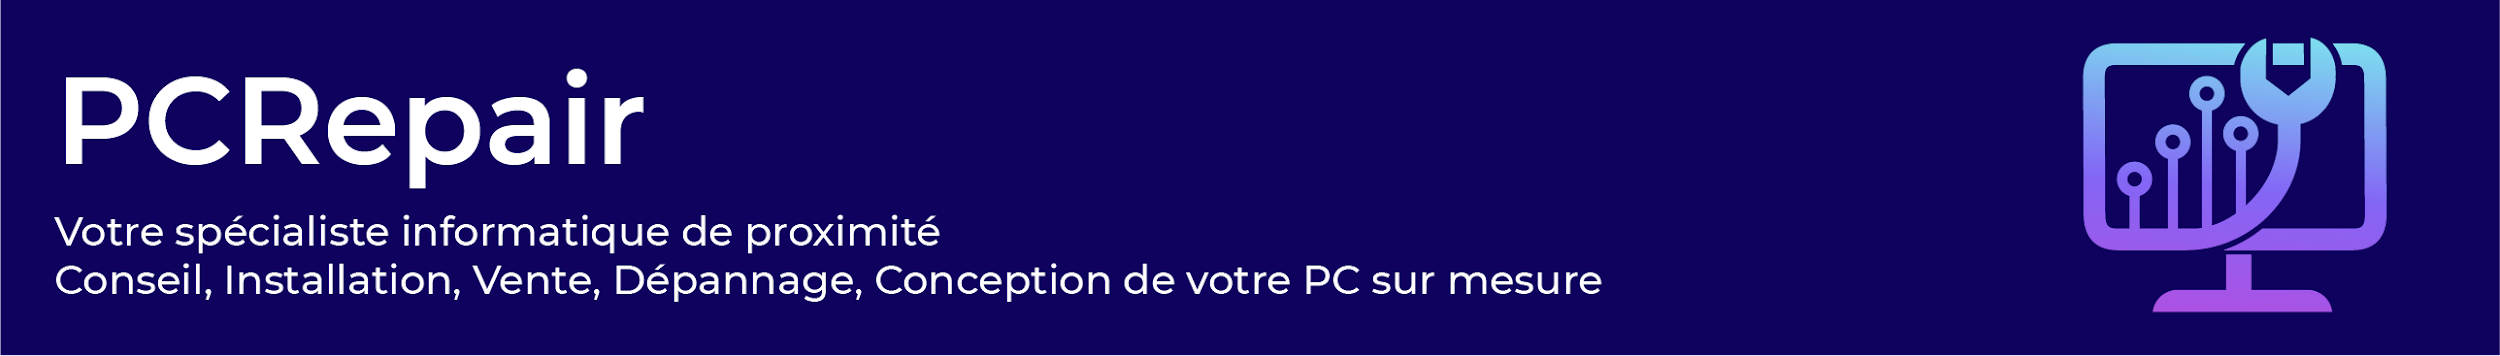 PCRepair
Votre spécialiste informatique de proximité
Conseil, Installation, Vente, Dépannage, Conception de votre PC sur mesure